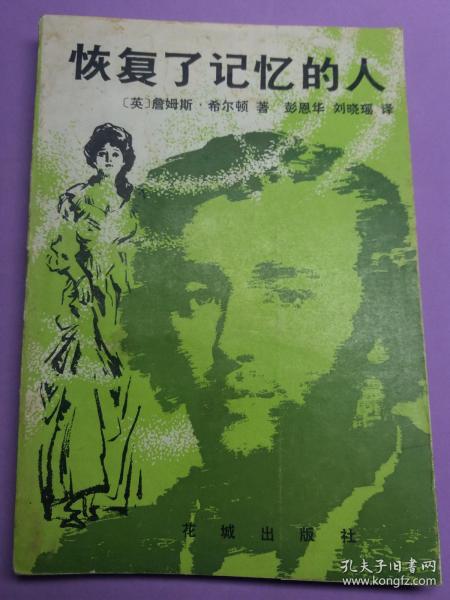 恢复了记忆的人
〔英〕詹姆斯·希尔顿 著 彭恩华 刘晓瑶 译
花城出版社
孔夫子旧书网
www.kongfz.com